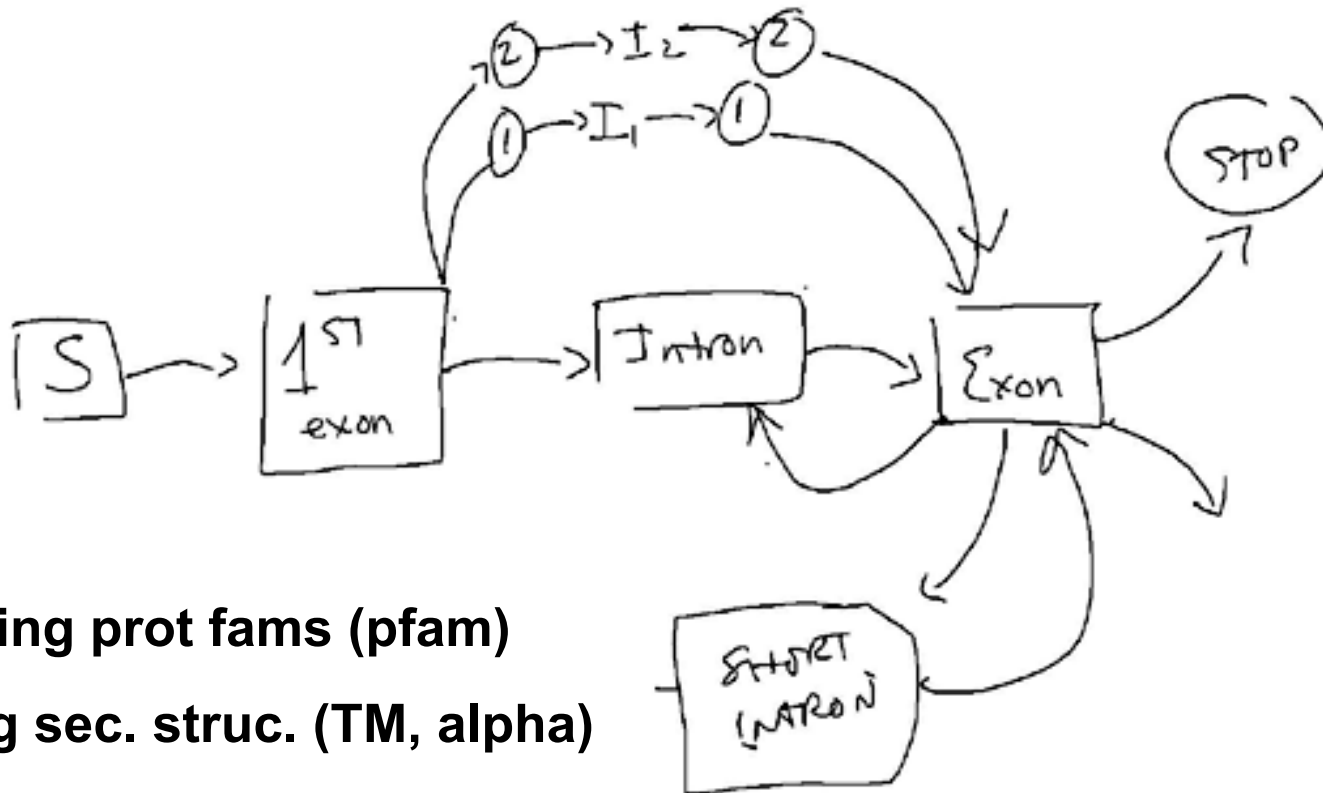 2 I2 2
1 I1 1
STOP
S
1ST
exon
Intron
Exon
ing prot fams (pfam)
g sec. struc. (TM, alpha)
SHORT
INTRON